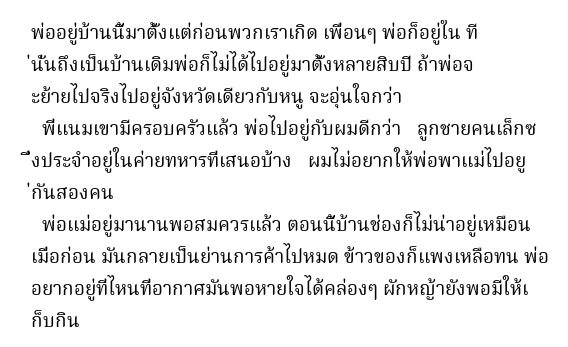 พ่ออยู่บ้านนี้มาตั้งแต่ก่อนพวกเราเกิด เพื่อนๆ พ่อก็อยู่ใน ที
่นั่นถึงเป็นบ้านเดิมพ่อก็ไม่ได้ไปอยู่มาตั้งหลายสิบปี ถ้าพ่อจ
ะย้ายไปจริงไปอยู่จังหวัดเดียวกับหนู จะอุ่นใจกว่า
พี่แนมเขามีครอบครัวแล้ว พ่อไปอยู่กับผมดีกว่า ลูกชายคนเล็กซ
ึ่งประจำอยู่ในค่ายทหารที่เสนอบ้าง ผมไม่อยากให้พ่อพาแม่ไปอยู
่กันสองคน
พ่อแม่อยู่มานานพอสมควรแล้ว ตอนนี้บ้านช่องก็ไม่น่าอยู่เหมือน
เมื่อก่อน มันกลายเป็นย่านการค้าไปหมด ข้าวของก็แพงเหลือทน พ่อ
อยากอยู่ที่ไหนที่อากาศมันพอหายใจได้คล่องๆ ผักหญ้ายังพอมีให้เ
ก็บกิน